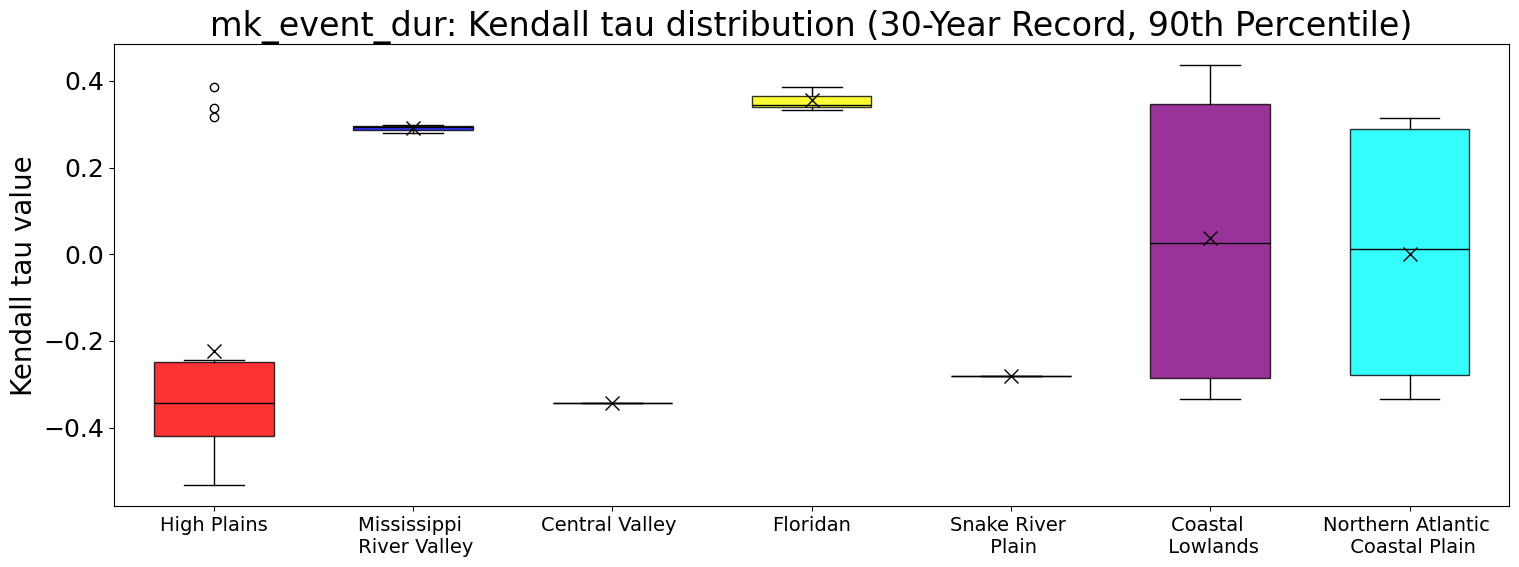 mk_event_dur: Kendall tau distribution (30-Year Record, 90th Percentile)
Kendall tau value
0.4
0.2
0.0
−0.2
−0.4
High Plains
Mississippi
River Valley
Central Valley
Floridan
Snake River
Plain
Coastal
Lowlands
Northern Atlantic
Coastal Plain